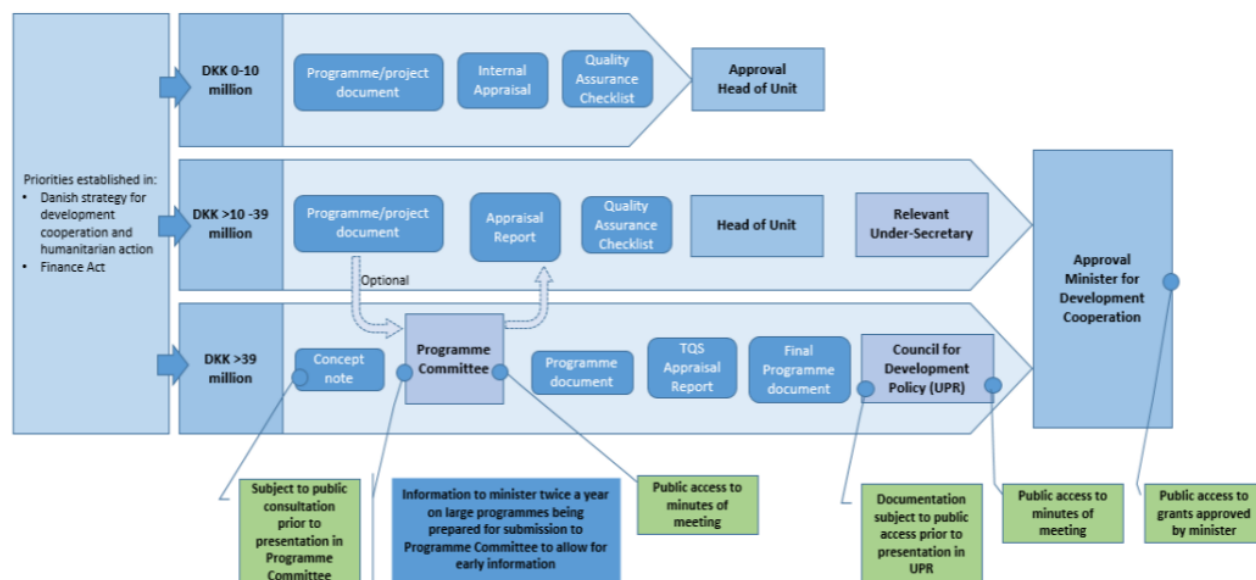 Priorities established in:
• Danish strategy for
development
cooperation and
humanitarian action
• Finance Act
DKK 0-10
million
Programme/project
document
Internal
Appraisal
Quality
Assurance
Checklist
Approval
Head of Unit
DKK >10 -39
million
Programme/project
document
Appraisal
Report
Quality
Assurance
Checklist
Head of Unit
Relevant
Under-Secretary
Optional
Approval
Minister for
Development
Cooperation
DKK >39
million
Concept
note
Programme
Committee
Programme
document
TQS
Appraisal
Report
Final
Programme
document
Council for
Development
Policy (UPR)
Subject to public
consultation
prior to
presentation in
Programme
Committee
Information to minister twice a year
on large programmes being
prepared for submission to
Programme Committee to allow for
early information
Public access to
minutes of
meeting
Documentation
subject to public
access prior to
presentation in
UPR
Public access to
minutes of
meeting
Public access to
grants approved
by minister